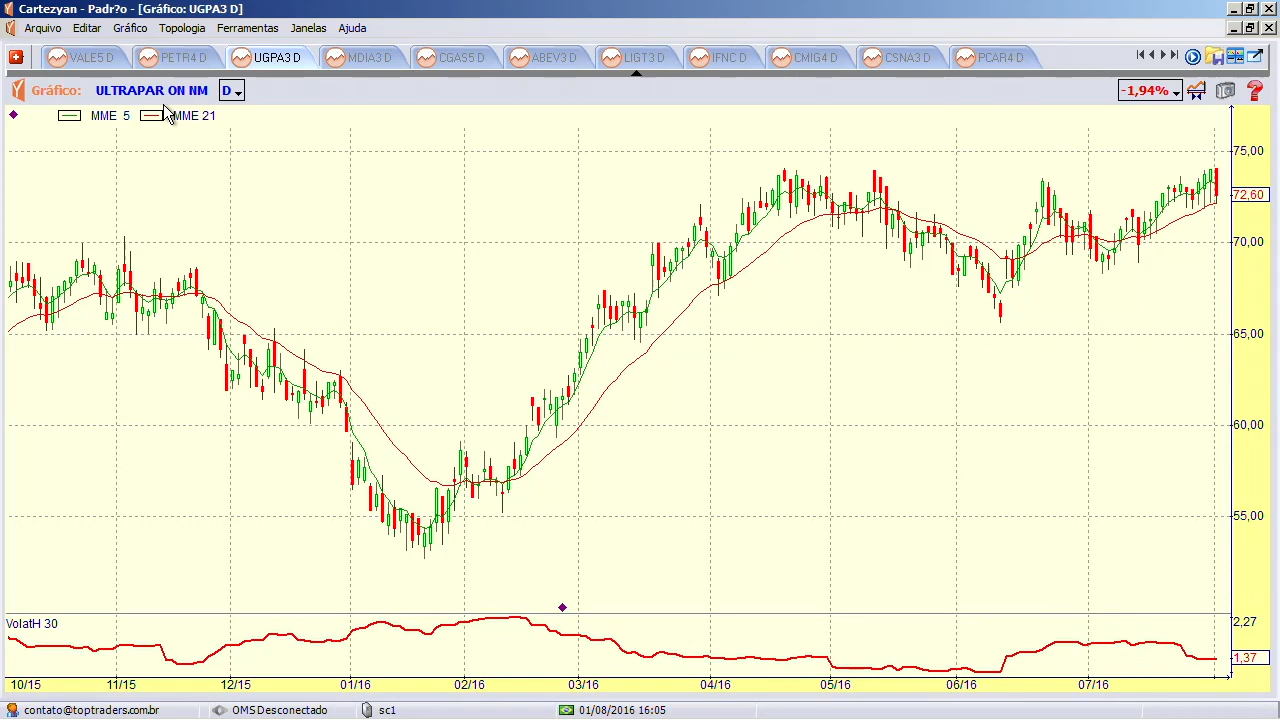 Cartezyan - Padr?o - [Gráfico: UGPA3 D]
Arquivo Editar Gráfico Topologia Ferramentas Janelas Ajuda
VALE5 D PETR4 D UGPA3 D MDIA3 D CGAS5 D ABEV3 D LIGT3 D IFNC D CMIG4 D CSNA3 D PCAR4 D
Gráfico: ULTRAPAR ON NM D -1,94%
MME 5 MME 21
75,00
72,60
70,00
65,00
60,00
55,00
VolatH 30
2,27
1,37
10/15 11/15 12/15 01/16 02/16 03/16 04/16 05/16 06/16 07/16
contato@toptraders.com.br OMS Desconectado sc1 01/08/2016 16:05